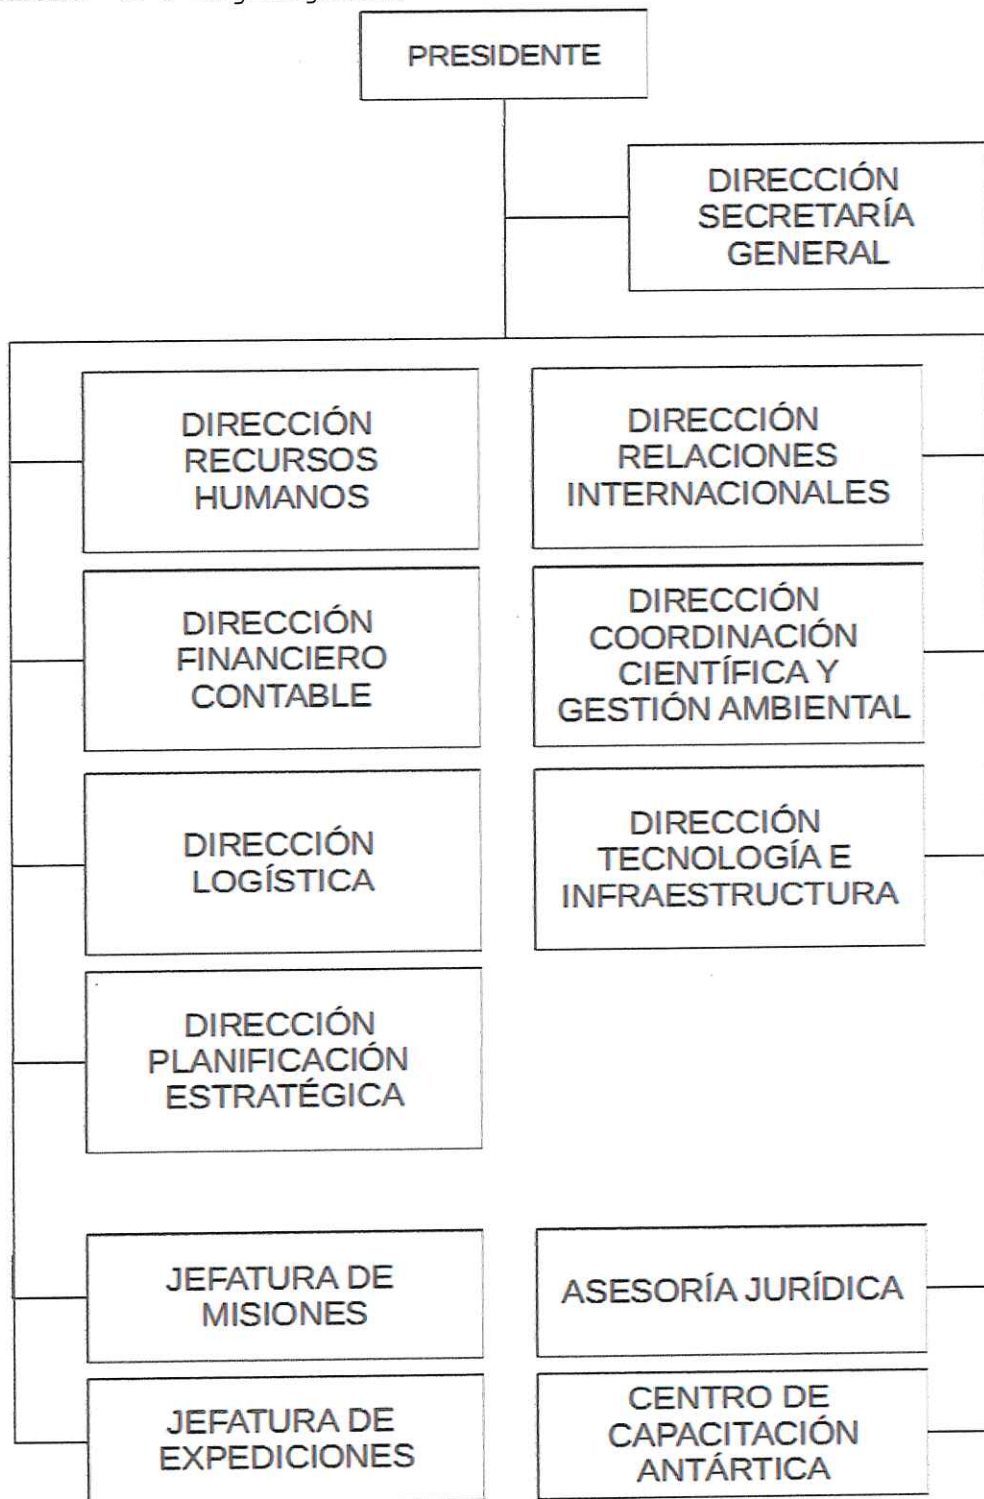 PRESIDENTE
DIRECCIÓN
SECRETARÍA
GENERAL
DIRECCIÓN
RECURSOS
HUMANOS
DIRECCIÓN
RELACIONES
INTERNACIONALES
DIRECCIÓN
FINANCIERO
CONTABLE
DIRECCIÓN
COORDINACIÓN
CIENTÍFICA Y
GESTIÓN AMBIENTAL
DIRECCIÓN
LOGÍSTICA
DIRECCIÓN
TECNOLOGÍA E
INFRAESTRUCTURA
DIRECCIÓN
PLANIFICACIÓN
ESTRATÉGICA
JEFATURA DE
MISIONES
ASESORÍA JURÍDICA
JEFATURA DE
EXPEDICIONES
CENTRO DE
CAPACITACIÓN
ANTÁRTICA